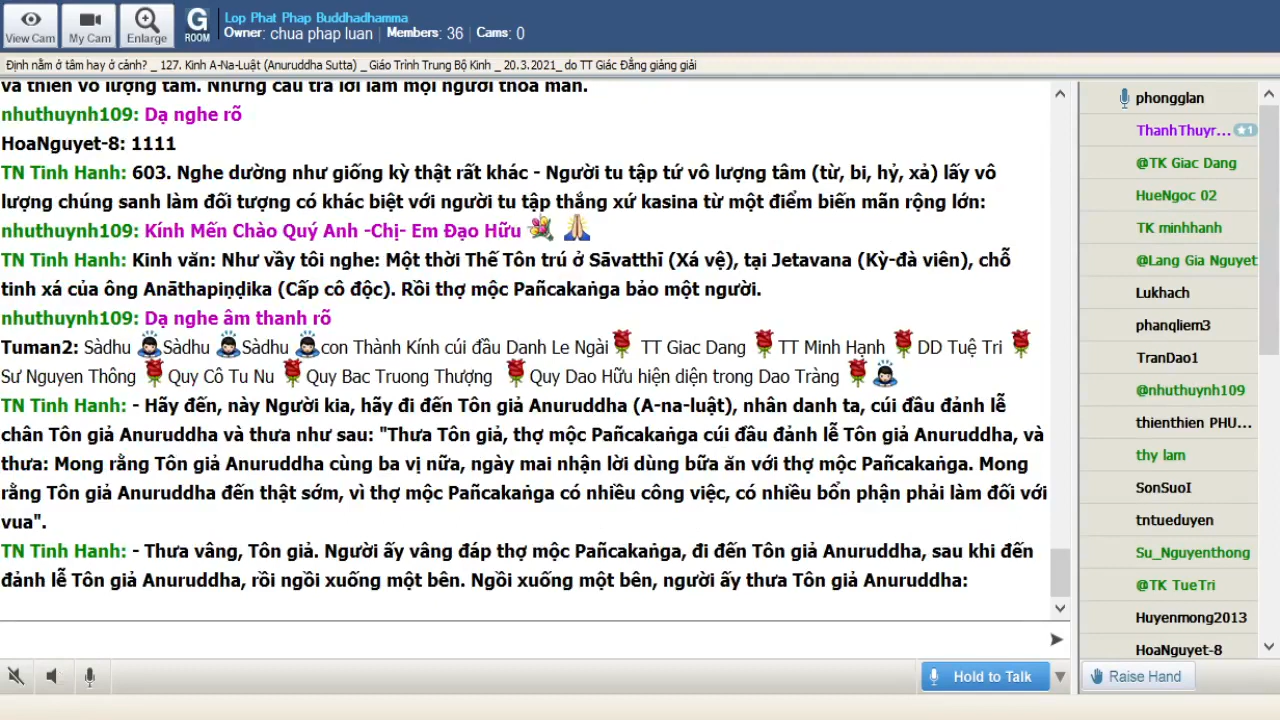 View Cam
My Cam
Enlarge
G ROOM
Lop Phat Phap Buddhadhamma
Owner: chua phap luan | Members: 36 | Cams: 0
Định nằm ở tâm hay ở cảnh? _ 127. Kinh A-Na-Luật (Anuruddha Sutta) _ Giáo Trình Trung Bộ Kinh _ 20.3.2021_ do TT Giác Đẳng giảng giải
và thiền vô lượng tâm. Những câu trả lời làm mọi người thỏa mãn.
nhuthuynh109: Dạ nghe rõ
HoaNguyet-8: 1111
TN Tinh Hanh: 603. Nghe dường như giống kỳ thật rất khác - Người tu tập tứ vô lượng tâm (từ, bi, hỷ, xả) lấy vô
lượng chúng sanh làm đối tượng có khác biệt với người tu tập thắng xứ kasina từ một điểm biến mãn rộng lớn:
nhuthuynh109: Kính Mến Chào Quý Anh -Chị- Em Đạo Hữu
TN Tinh Hanh: Kinh văn: Như vầy tôi nghe: Một thời Thế Tôn trú ở Sāvatthī (Xá vệ), tại Jetavana (Kỳ-đà viên), chỗ
tinh xá của ông Anāthapiṇḍika (Cấp cô độc). Rồi thợ mộc Pañcakaṅga bảo một người.
nhuthuynh109: Dạ nghe âm thanh rõ
Tuman2: Sàdhu Sàdhu Sàdhu con Thành Kính cúi đầu Danh Le Ngài TT Giac Dang TT Minh Hạnh DD Tuệ Tri
Sư Nguyen Thông Quy Cô Tu Nu Quy Bac Truong Thượng Quy Dao Hữu hiện diện trong Dao Tràng
TN Tinh Hanh: - Hãy đến, này Người kia, hãy đi đến Tôn giả Anuruddha (A-na-luật), nhân danh ta, cúi đầu đảnh lễ
chân Tôn giả Anuruddha và thưa như sau: "Thưa Tôn giả, thợ mộc Pañcakaṅga cúi đầu đảnh lễ Tôn giả Anuruddha, và
thưa: Mong rằng Tôn giả Anuruddha cùng ba vị nữa, ngày mai nhận lời dùng bữa ăn với thợ mộc Pañcakaṅga. Mong
rằng Tôn giả Anuruddha đến thật sớm, vì thợ mộc Pañcakaṅga có nhiều công việc, có nhiều bổn phận phải làm đối với
vua".
TN Tinh Hanh: - Thưa vâng, Tôn giả. Người ấy vâng đáp thợ mộc Pañcakaṅga, đi đến Tôn giả Anuruddha, sau khi đến
đảnh lễ Tôn giả Anuruddha, rồi ngồi xuống một bên. Ngồi xuống một bên, người ấy thưa Tôn giả Anuruddha:
phongglan
ThanhThuyr... 1
@TK Giac Dang
HueNgoc 02
TK minhhanh
@Lang Gia Nguyet
Lukhach
phanqliem3
TranDao1
@nhuthuynh109
thienthien PHU...
thy lam
SonSuoI
tntueduyen
Su_Nguyenthong
@TK TueTri
Huyenmong2013
HoaNguyet-8
Hold to Talk
Raise Hand